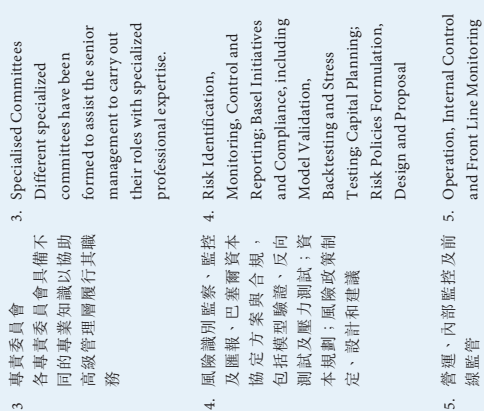 3 專責委員會
各專責委員會具備不
同的專業知識以協助
高級管理層履行其職
務
3. Specialised Committees
Different specialized
committees have been
formed to assist the senior
management to carry out
their roles with specialized
professional expertise.
4. 風險識別監察、監控
及匯報、巴塞爾資本
協定方案與合規，
包括模型驗證、反向
測試及壓力測試；資
本規劃；風險政策制
定、設計和建議
4. Risk Identification,
Monitoring, Control and
Reporting; Basel Initiatives
and Compliance, including
Model Validation,
Backtesting and Stress
Testing; Capital Planning;
Risk Policies Formulation,
Design and Proposal
5. 營運、內部監控及前
線監管
5. Operation, Internal Control
and Front Line Monitoring